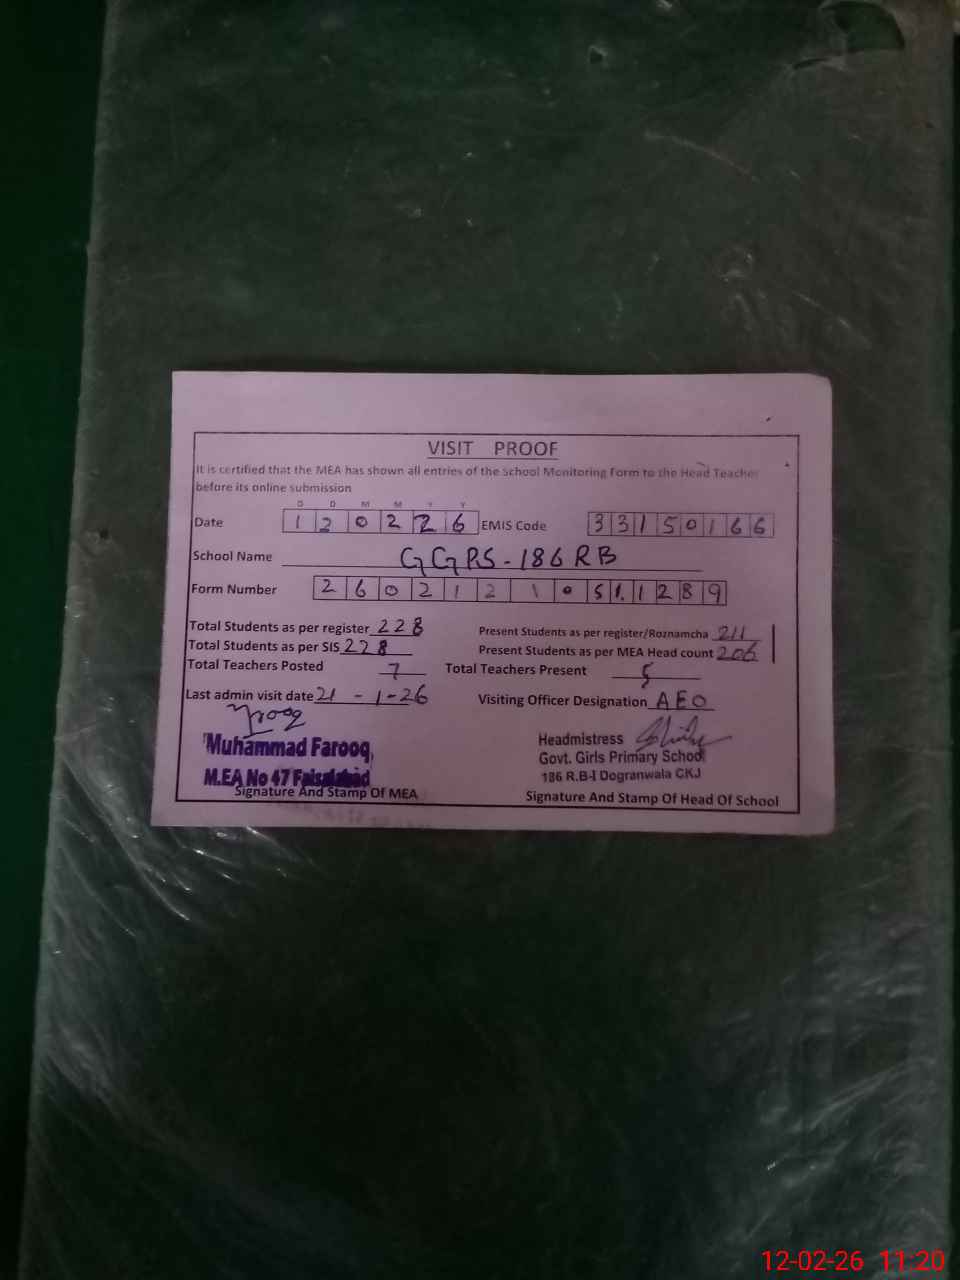 VISIT PROOF
It is certified that the MEA has shown all entries of the School Monitoring Form to the Head Teacher
before its online submission
D D M M Y Y
Date 1 2 0 2 2 6 EMIS Code 3 3 1 5 0 1 6 6
School Name GGPS - 186 RB
Form Number 2 6 0 2 1 2 1 0 5 1. 1 2 8 9
Total Students as per register 228 Present Students as per register/Roznamcha 211
Total Students as per SIS 228 Present Students as per MEA Head count 206
Total Teachers Posted 7 Total Teachers Present 5
Last admin visit date 21 - 1 - 26 Visiting Officer Designation AEO
Muhammad Farooq
M.EA No 47 Faisalabad
Signature And Stamp Of MEA
Headmistress
Govt. Girls Primary School
186 R.B-I Dogranwala CKJ
Signature And Stamp Of Head Of School
12-02-26 11:20